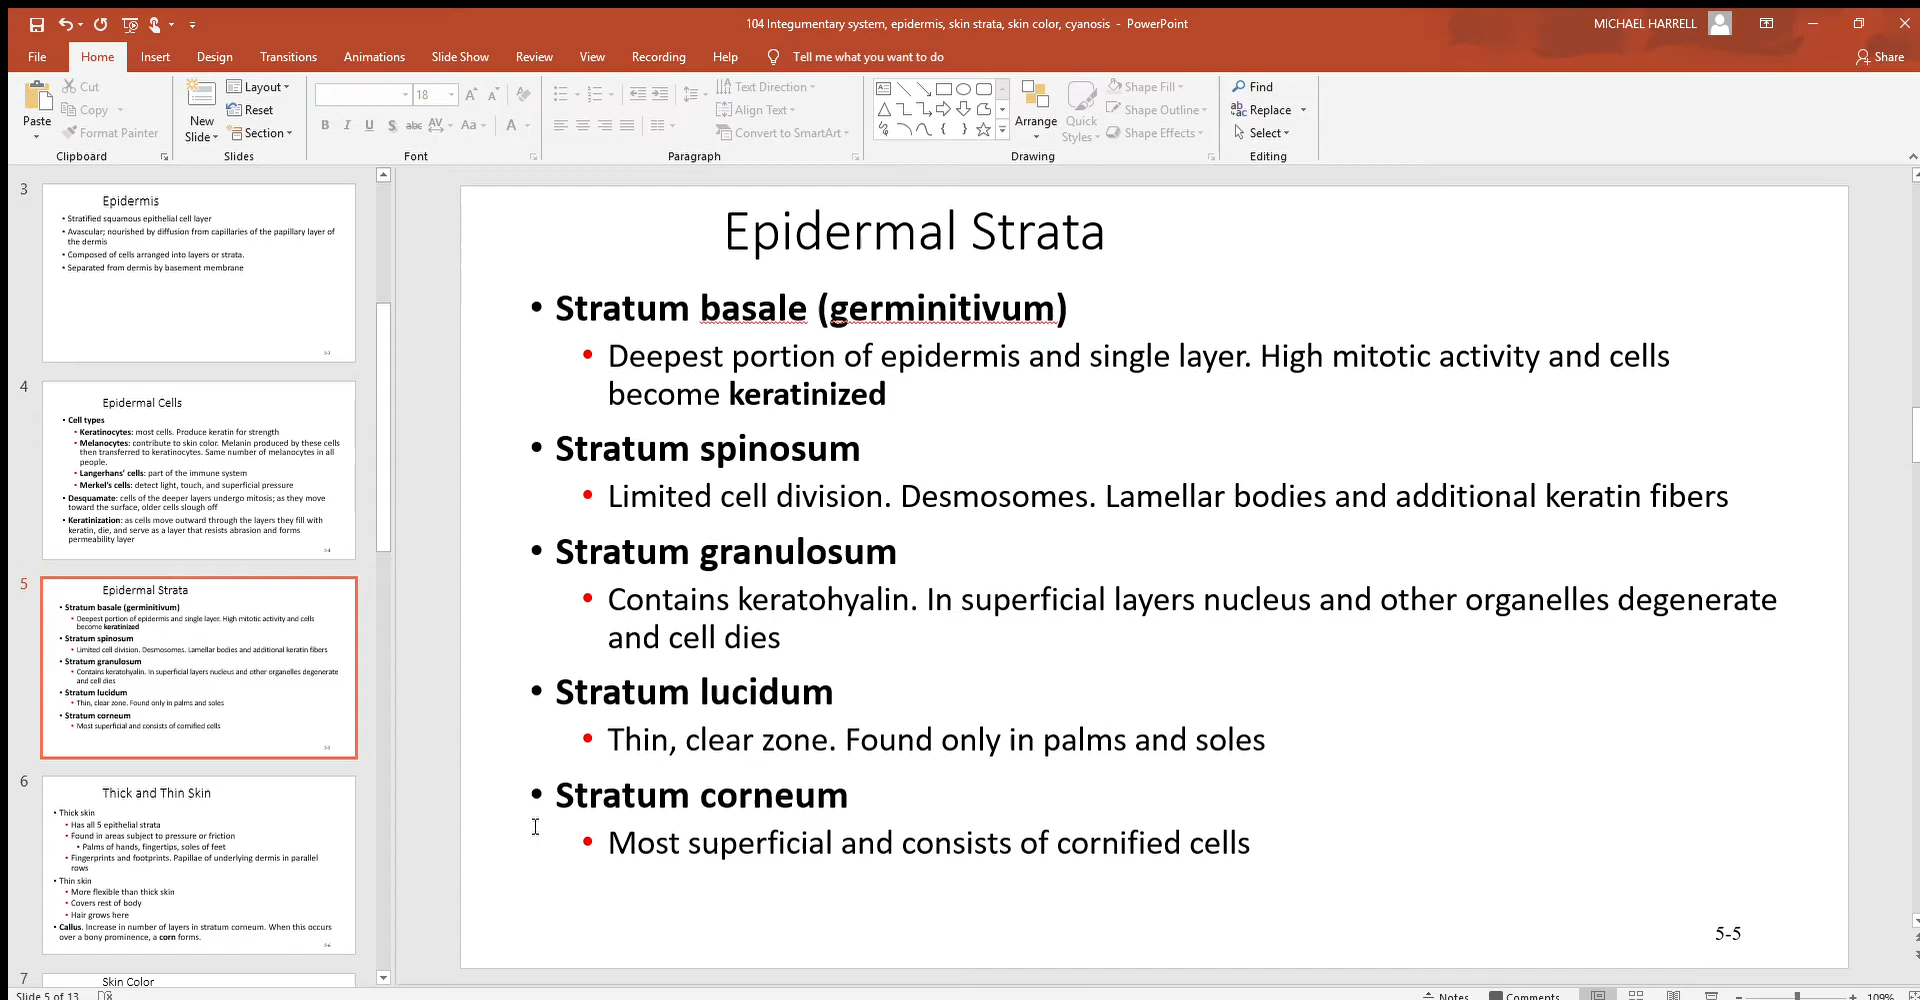 104 Integumentary system, epidermis, skin strata, skin color, cyanosis - PowerPoint
MICHAEL HARRELL
File Home Insert Design Transitions Animations Slide Show Review View Recording Help Tell me what you want to do
Share
Paste
Cut
Copy
Format Painter
Clipboard
New
Slide
Layout
Reset
Section
Slides
18
B I U S abc AV Aa A
Font
Text Direction
Align Text
Convert to SmartArt
Paragraph
Arrange
Quick
Styles
Shape Fill
Shape Outline
Shape Effects
Drawing
Find
Replace
Select
Editing
3
Epidermis
• Stratified squamous epithelial cell layer
• Avascular; nourished by diffusion from capillaries of the papillary layer of
the dermis
• Composed of cells arranged into layers or strata.
• Separated from dermis by basement membrane
5-3
4
Epidermal Cells
• Cell types
• Keratinocytes: most cells. Produce keratin for strength
• Melanocytes: contribute to skin color. Melanin produced by these cells
then transferred to keratinocytes. Same number of melanocytes in all
people.
• Langerhans' cells: part of the immune system
• Merkel's cells: detect light, touch, and superficial pressure
• Desquamate: cells of the deeper layers undergo mitosis; as they move
toward the surface, older cells slough off
• Keratinization: as cells move outward through the layers they fill with
keratin, die, and serve as a layer that resists abrasion and forms
permeability layer
5-4
5
Epidermal Strata
• Stratum basale (germinitivum)
• Deepest portion of epidermis and single layer. High mitotic activity and cells
become keratinized
• Stratum spinosum
• Limited cell division. Desmosomes. Lamellar bodies and additional keratin fibers
• Stratum granulosum
• Contains keratohyalin. In superficial layers nucleus and other organelles degenerate
and cell dies
• Stratum lucidum
• Thin, clear zone. Found only in palms and soles
• Stratum corneum
• Most superficial and consists of cornified cells
5-5
6
Thick and Thin Skin
• Thick skin
• Has all 5 epithelial strata
• Found in areas subject to pressure or friction
• Palms of hands, fingertips, soles of feet
• Fingerprints and footprints. Papillae of underlying dermis in parallel
rows
• Thin skin
• More flexible than thick skin
• Covers rest of body
• Hair grows here
• Callus. Increase in number of layers in stratum corneum. When this occurs
over a bony prominence, a corn forms.
5-6
7
Skin Color
Epidermal Strata
• Stratum basale (germinitivum)
• Deepest portion of epidermis and single layer. High mitotic activity and cells
become keratinized
• Stratum spinosum
• Limited cell division. Desmosomes. Lamellar bodies and additional keratin fibers
• Stratum granulosum
• Contains keratohyalin. In superficial layers nucleus and other organelles degenerate
and cell dies
• Stratum lucidum
• Thin, clear zone. Found only in palms and soles
• Stratum corneum
• Most superficial and consists of cornified cells
5-5
Slide 5 of 13
Notes Comments 109%